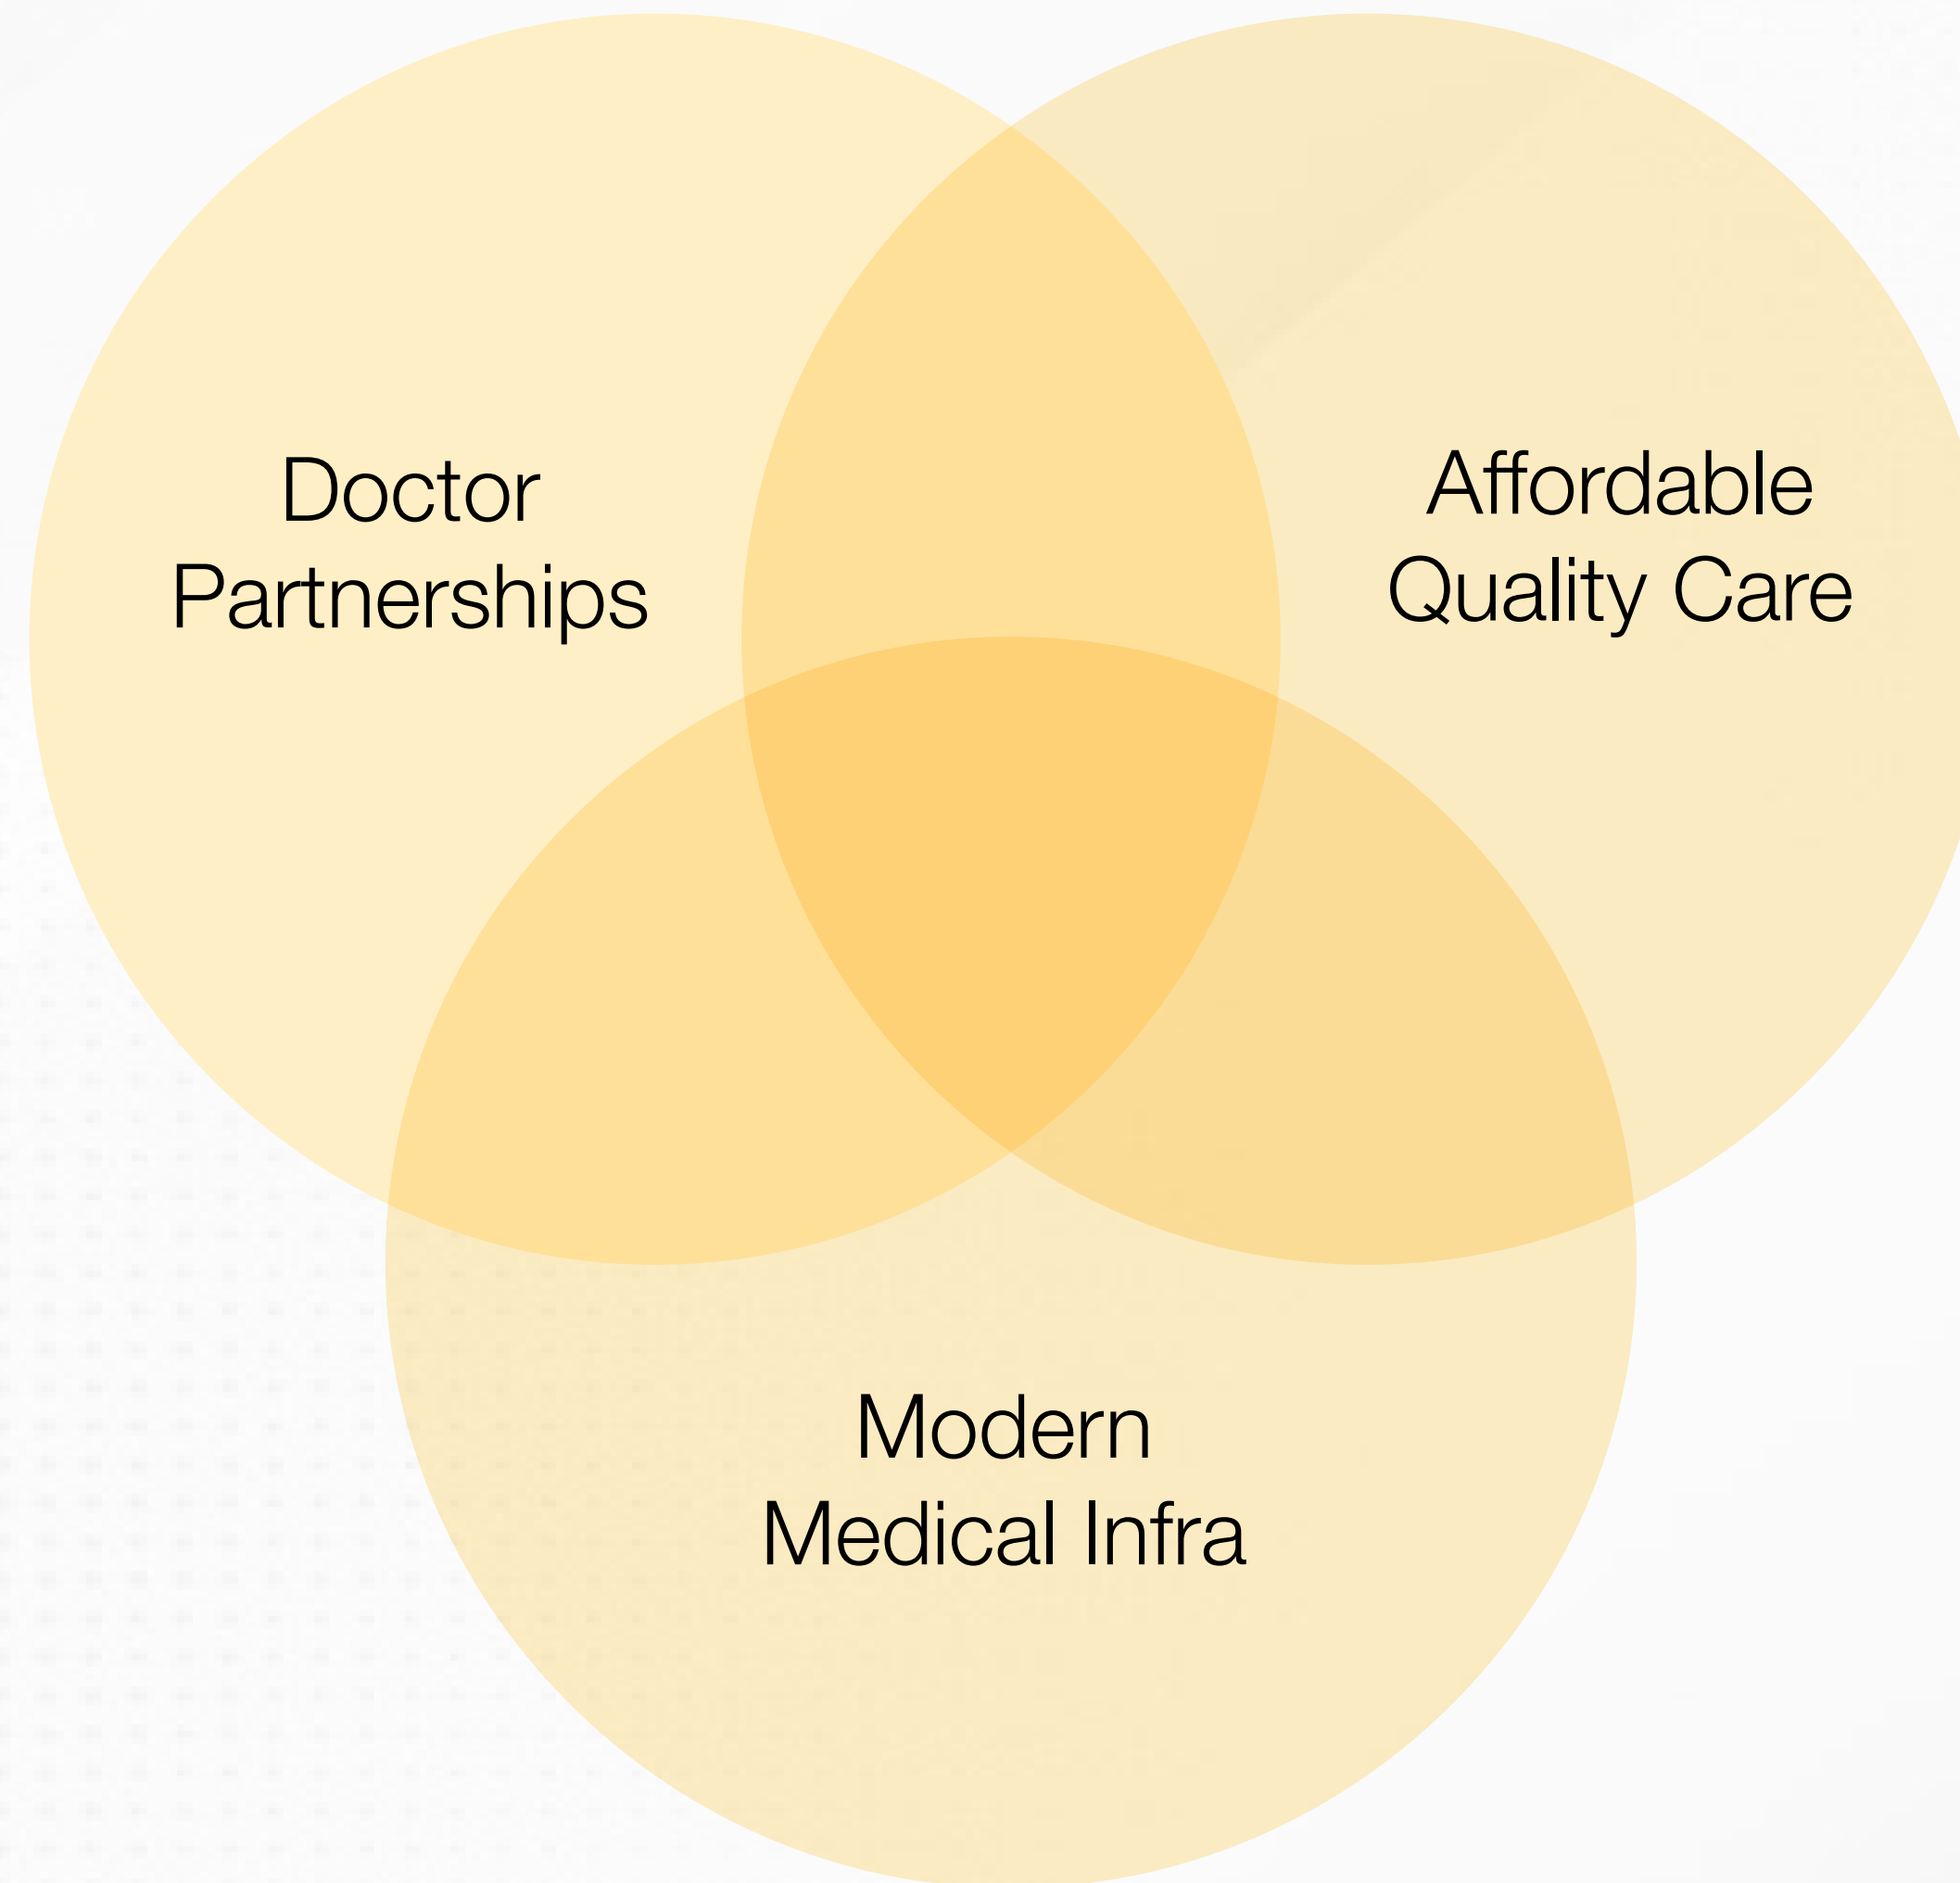 Doctor
Partnerships
Affordable
Quality Care
Modern
Medical Infra